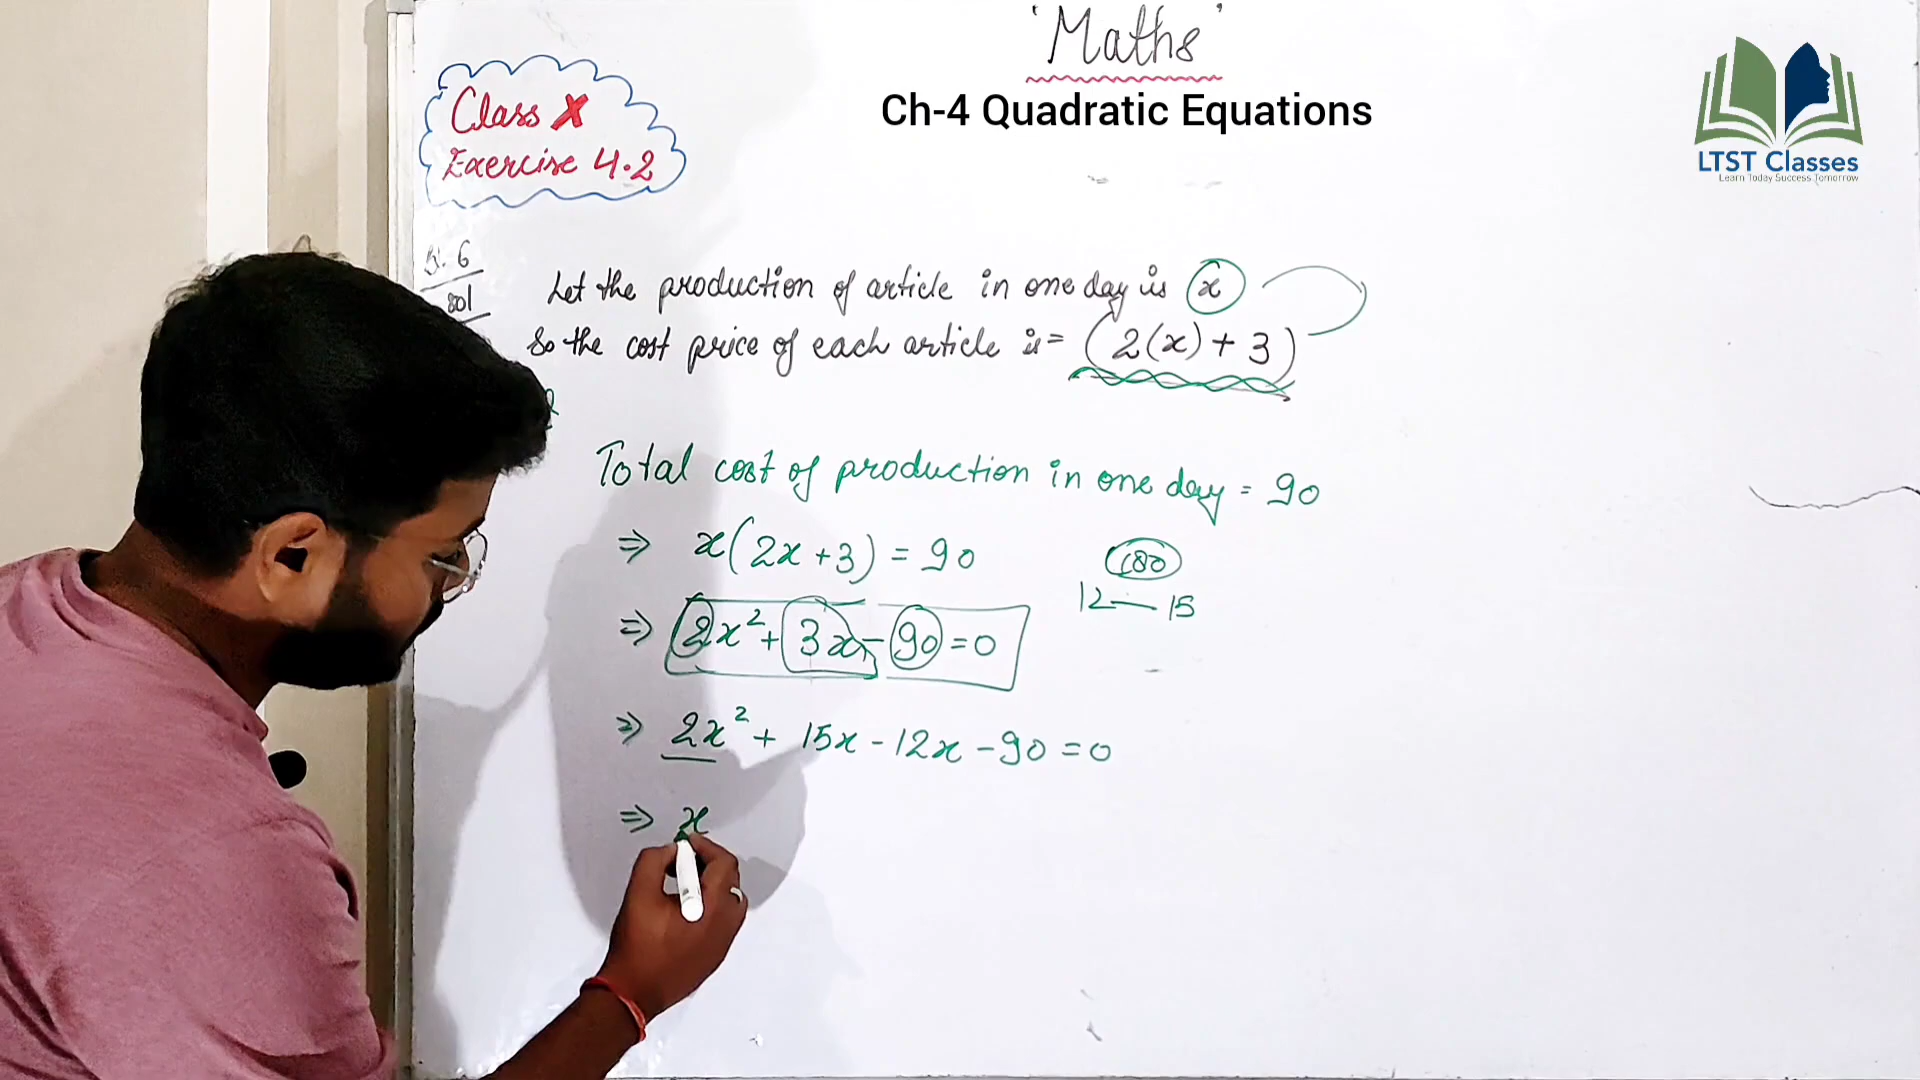 'Maths'
Ch-4 Quadratic Equations
LTST Classes
Learn Today Success Tomorrow
Class X
Exercise 4.2
6
sol
Let the production of article in one day is x
So the cost price of each article is = (2(x) + 3)
Total cost of production in one day = 90
⇒ x(2x + 3) = 90
180
12 — 15
⇒ 2x² + 3x - 90 = 0
⇒ 2x² + 15x - 12x - 90 = 0
⇒ x